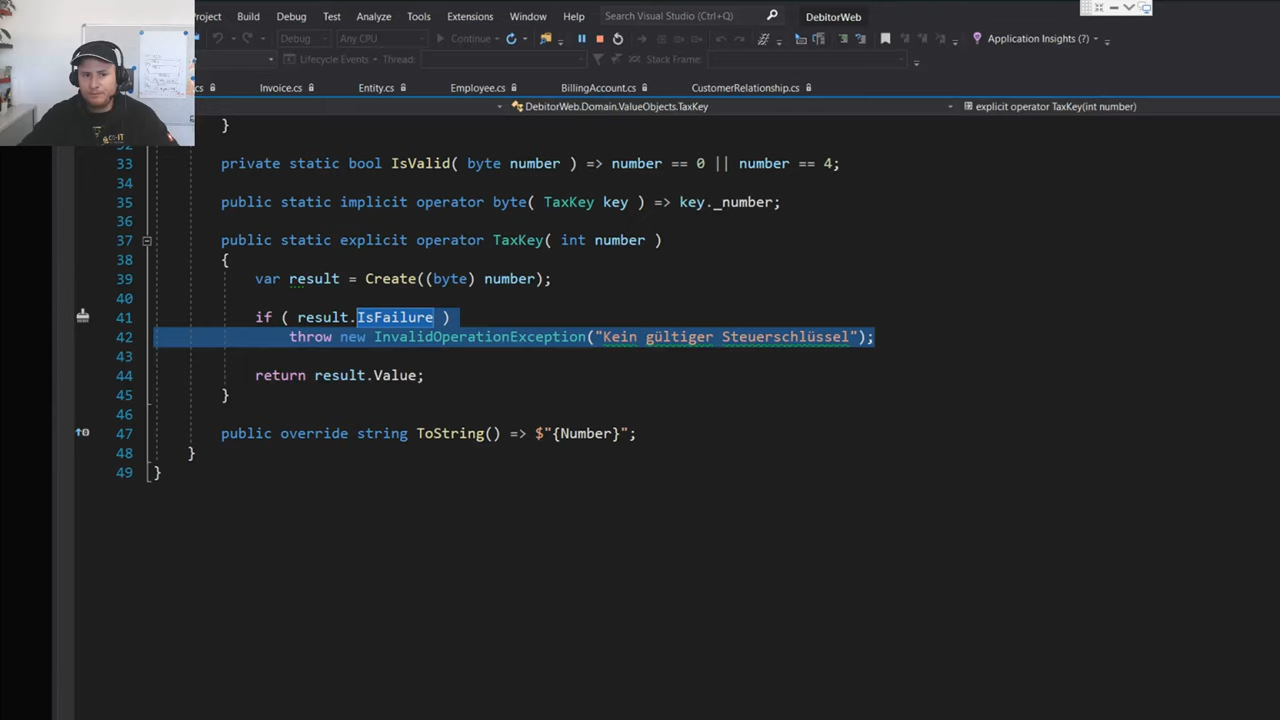 Project Build Debug Test Analyze Tools Extensions Window Help Search Visual Studio (Ctrl+Q) DebitorWeb
Debug Any CPU Continue Application Insights (?)
Lifecycle Events Thread: Stack Frame:
.cs Invoice.cs Entity.cs Employee.cs BillingAccount.cs CustomerRelationship.cs
DebitorWeb.Domain.ValueObjects.TaxKey explicit operator TaxKey(int number)
}
32
33 private static bool IsValid( byte number ) => number == 0 || number == 4;
34
35 public static implicit operator byte( TaxKey key ) => key._number;
36
37 public static explicit operator TaxKey( int number )
38 {
39 var result = Create((byte) number);
40
41 if ( result.IsFailure )
42 throw new InvalidOperationException("Kein gültiger Steuerschlüssel");
43
44 return result.Value;
45 }
46
47 public override string ToString() => $"{Number}";
48 }
49 }